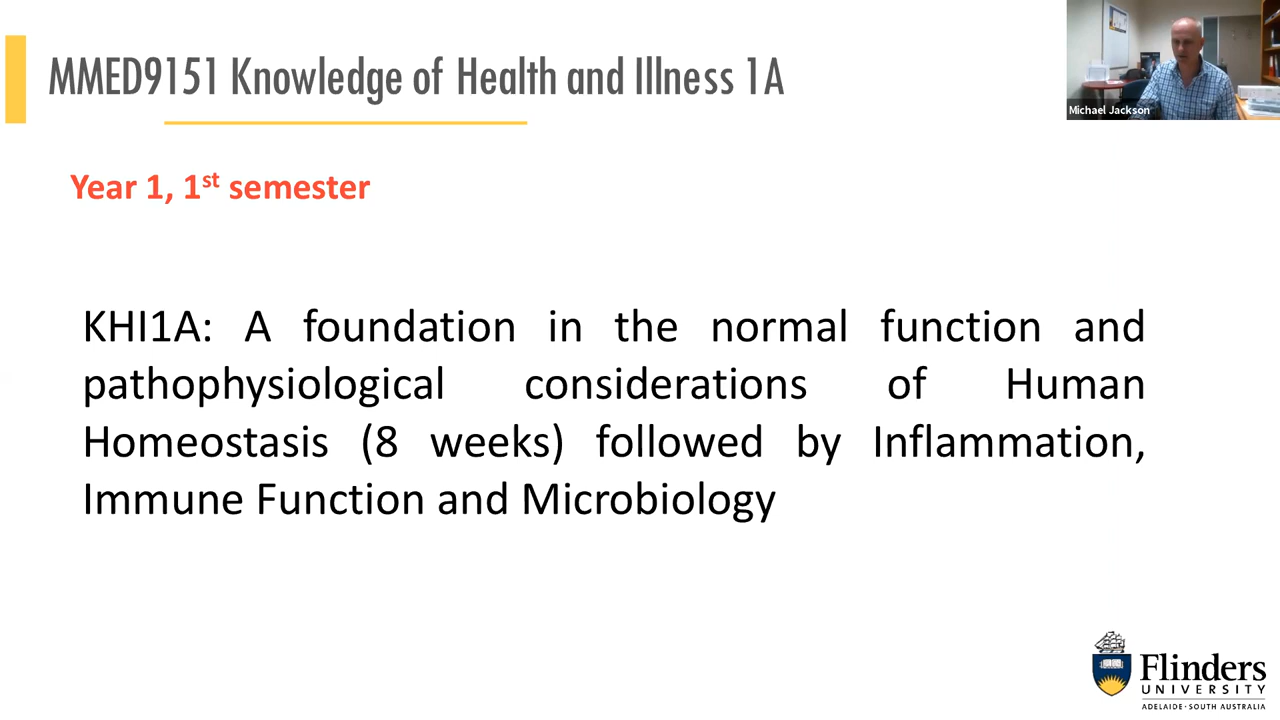 MMED9151 Knowledge of Health and Illness 1A
Michael Jackson
Year 1, 1st semester
KHI1A: A foundation in the normal function and
pathophysiological considerations of Human
Homeostasis (8 weeks) followed by Inflammation,
Immune Function and Microbiology
Flinders
UNIVERSITY
ADELAIDE · SOUTH AUSTRALIA